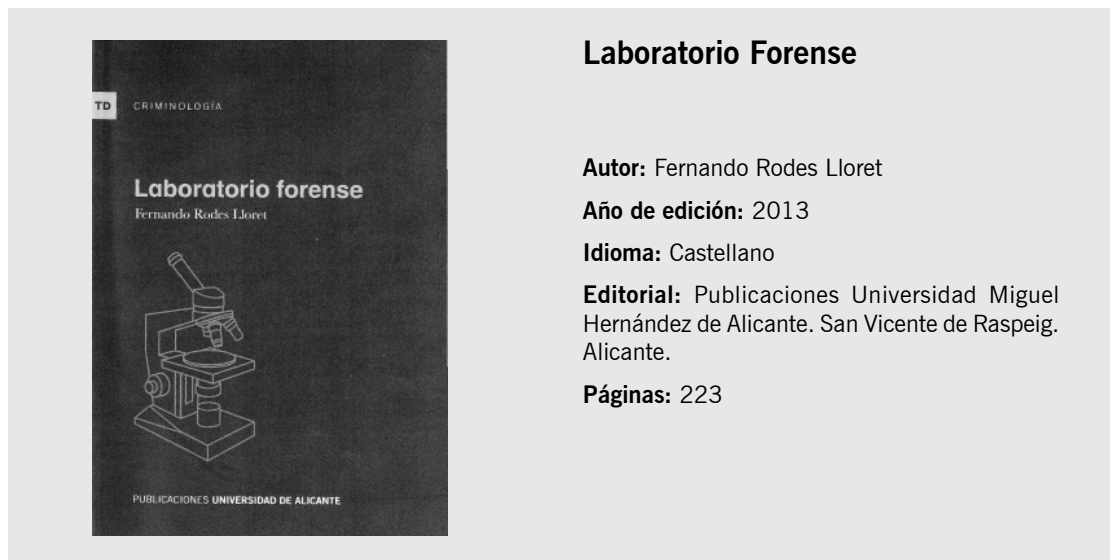 TD CRIMINOLOGÍA
Laboratorio forense
Fernando Rodes Lloret
PUBLICACIONES UNIVERSIDAD DE ALICANTE
Laboratorio Forense
Autor: Fernando Rodes Lloret
Año de edición: 2013
Idioma: Castellano
Editorial: Publicaciones Universidad Miguel
Hernández de Alicante. San Vicente de Raspeig.
Alicante.
Páginas: 223